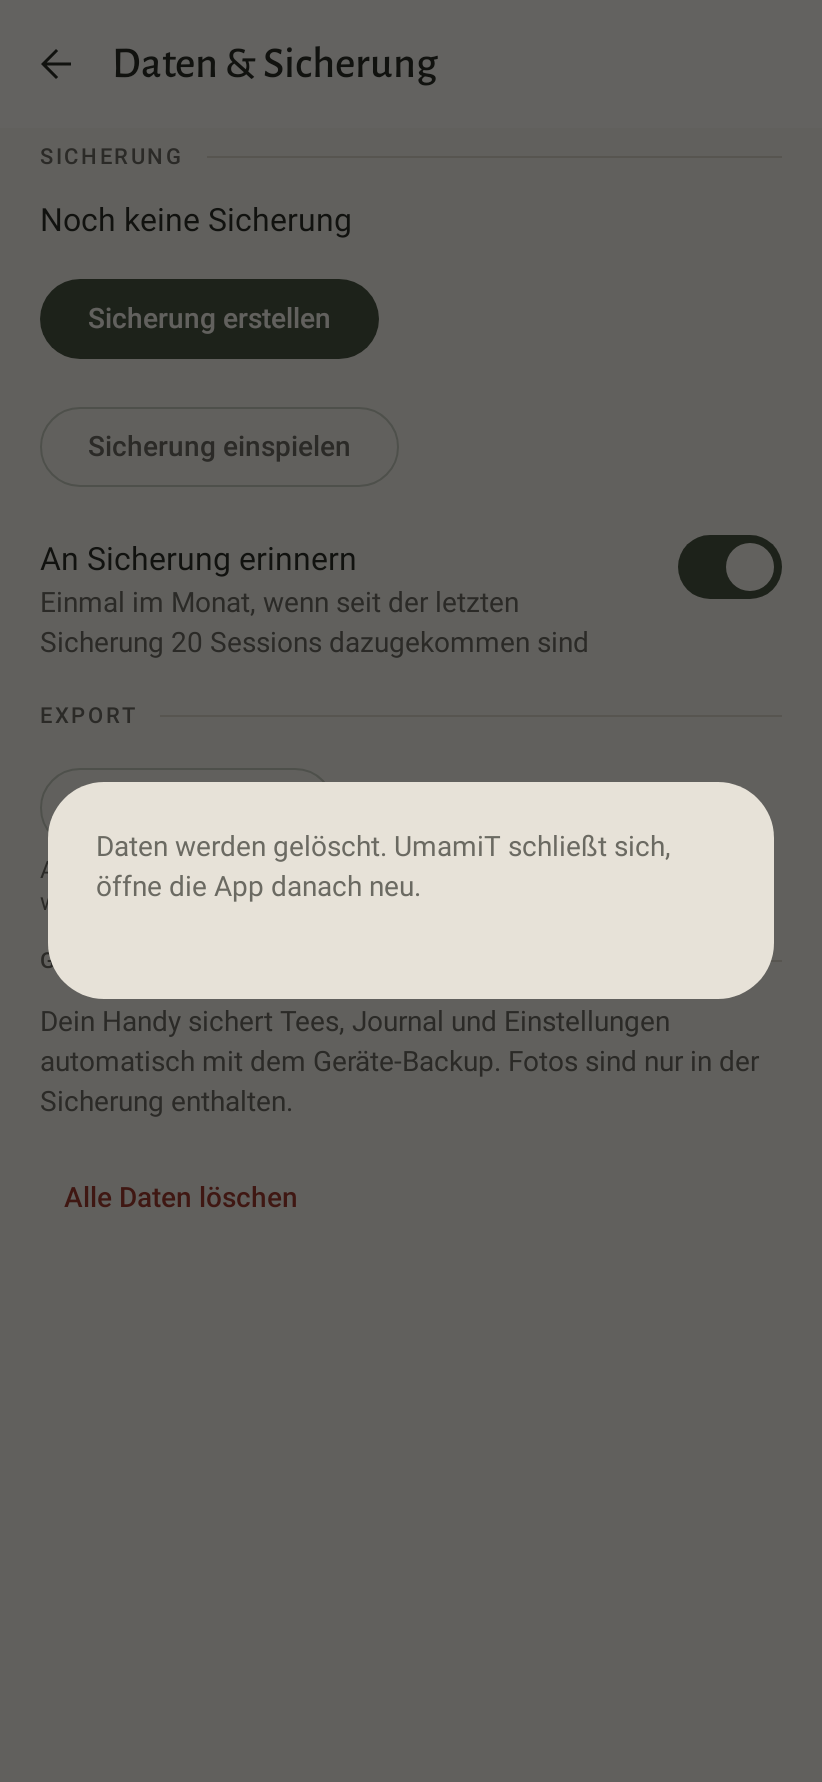 Daten & Sicherung
SICHERUNG
Noch keine Sicherung
Sicherung erstellen
Sicherung einspielen
An Sicherung erinnern
Einmal im Monat, wenn seit der letzten
Sicherung 20 Sessions dazugekommen sind
EXPORT
Daten werden gelöscht. UmamiT schließt sich,
öffne die App danach neu.
Dein Handy sichert Tees, Journal und Einstellungen
automatisch mit dem Geräte-Backup. Fotos sind nur in der
Sicherung enthalten.
Alle Daten löschen